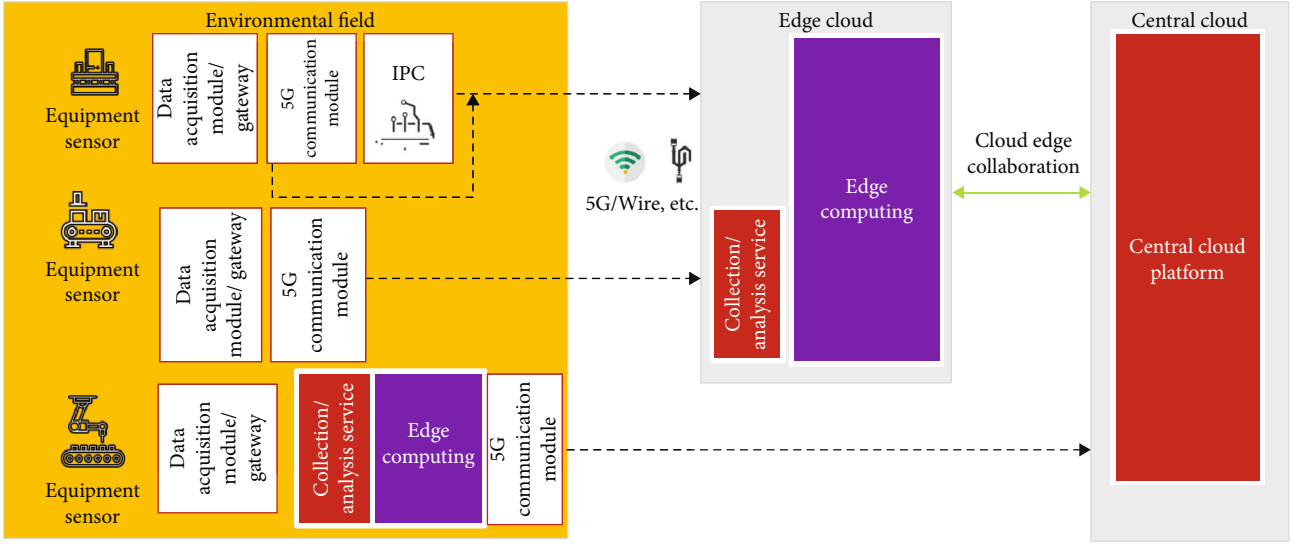 Environmental field
Equipment
sensor
Data
acquisition
module/
gateway
5G
communication
module
IPC
Equipment
sensor
Data
acquisition
module/ gateway
5G
communication
module
Equipment
sensor
Data
acquisition
module/
gateway
Collection/
analysis service
Edge
computing
5G
communication
module
5G/Wire, etc.
Edge cloud
Collection/
analysis service
Edge
computing
Cloud edge
collaboration
Central cloud
Central cloud
platform